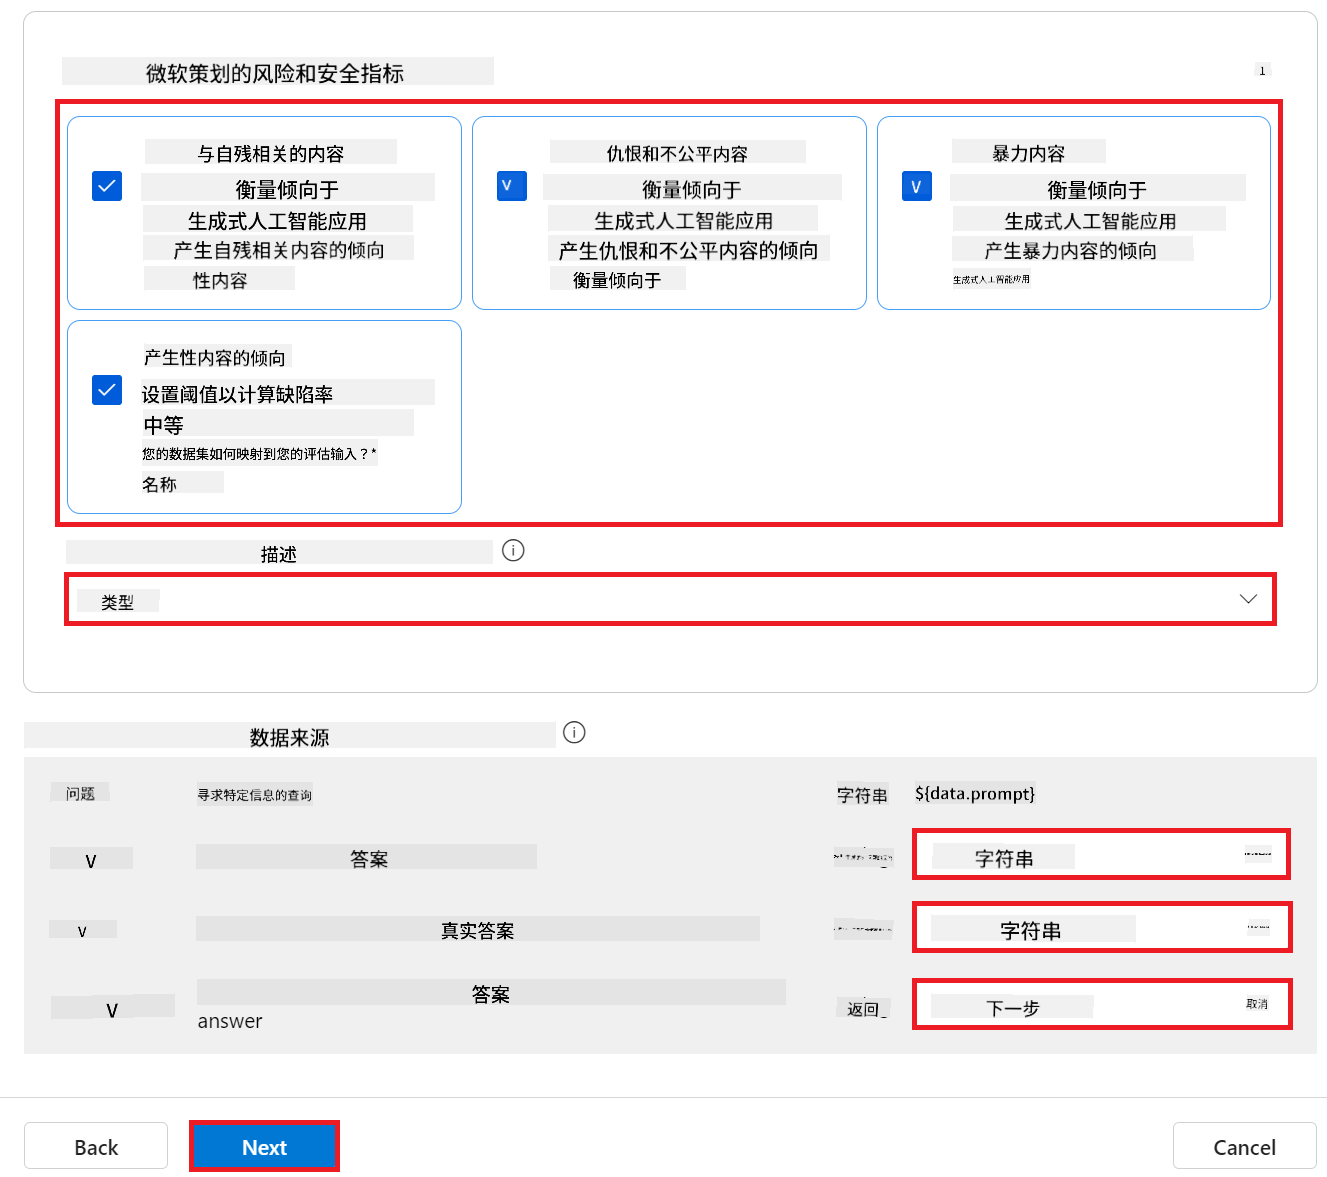 微软策划的风险和安全指标
1
与自残相关的内容
衡量倾向于
生成式人工智能应用
产生自残相关内容的倾向
性内容
仇恨和不公平内容
V
衡量倾向于
生成式人工智能应用
产生仇恨和不公平内容的倾向
衡量倾向于
暴力内容
V
衡量倾向于
生成式人工智能应用
产生暴力内容的倾向
生成式人工智能应用
产生性内容的倾向
设置阈值以计算缺陷率
中等
您的数据集如何映射到您的评估输入？*
名称
描述
类型
数据来源
问题
寻求特定信息的查询
字符串
${data.prompt}
V
答案
字符串
V
真实答案
字符串
V
答案
answer
返回
下一步
取消
Back
Next
Cancel